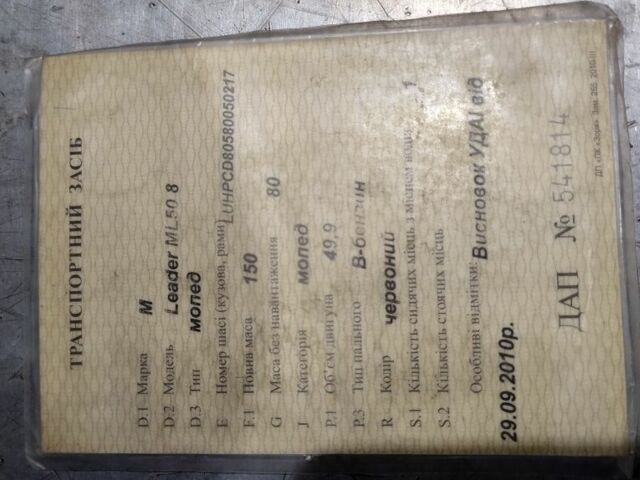 ТРАНСПОРТНИЙ ЗАСІБ
D.1 Марка М
D.2 Модель Leader ML50 8
D.3 Тип мопед
E Номер шасі (кузова, рами) LUHPCD80580050217
F.1 Повна маса 150
G Маса без навантаження 80
J Категорія мопед
P.1 Об'єм двигуна 49.9
P.3 Тип пального В-бензин
R Колір червоний
S.1 Кількість сидячих місць з місцем водія 1
S.2 Кількість стоячих місць
Особливі відмітки: Висновок УДАІ від
29.09.2010р.
ДАП № 541814